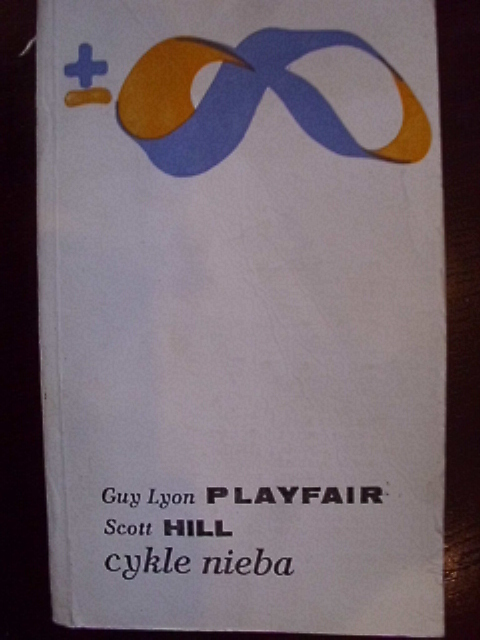 Guy Lyon PLAYFAIR
Scott HILL
cykle nieba